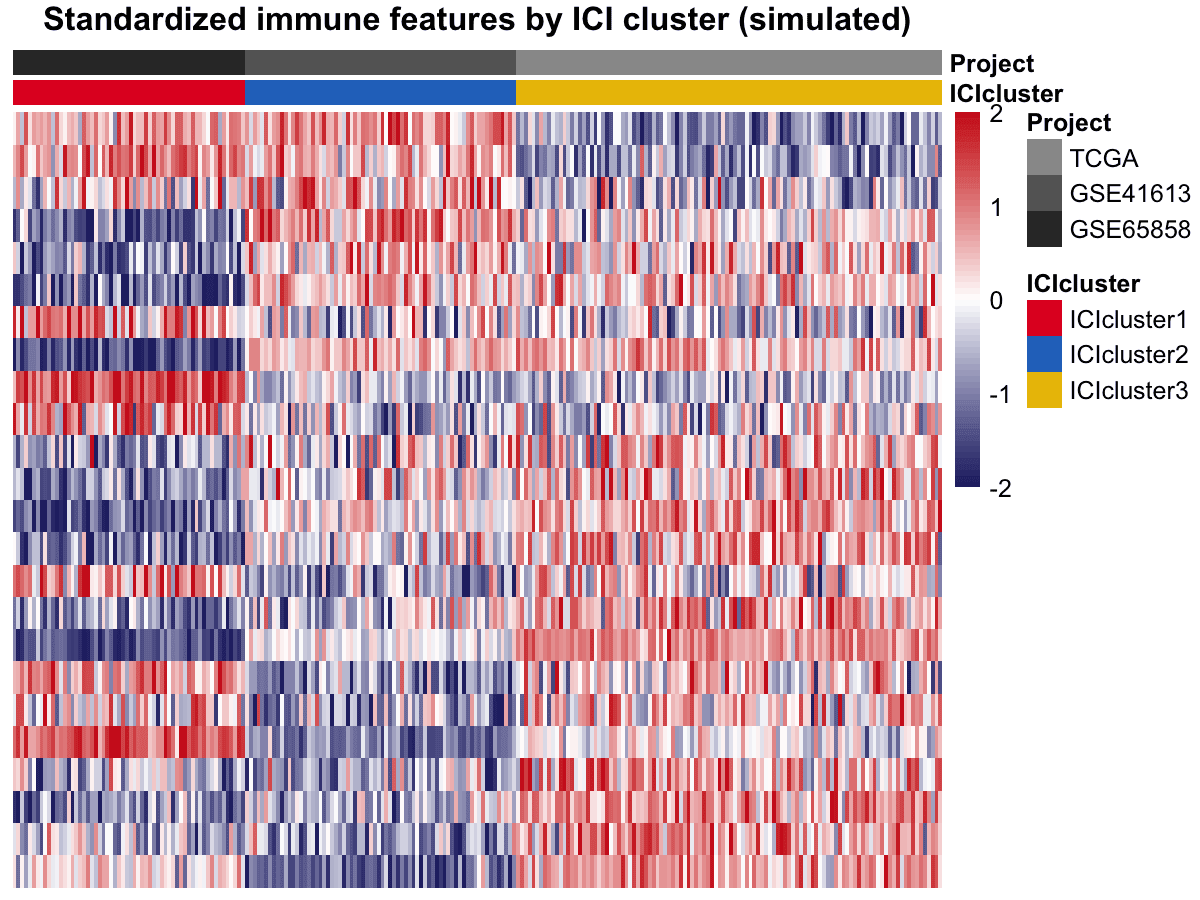 Standardized immune features by ICI cluster (simulated)
Project
ICIcluster
2
1
0
-1
-2
Project
TCGA
GSE41613
GSE65858
ICIcluster
ICIcluster1
ICIcluster2
ICIcluster3